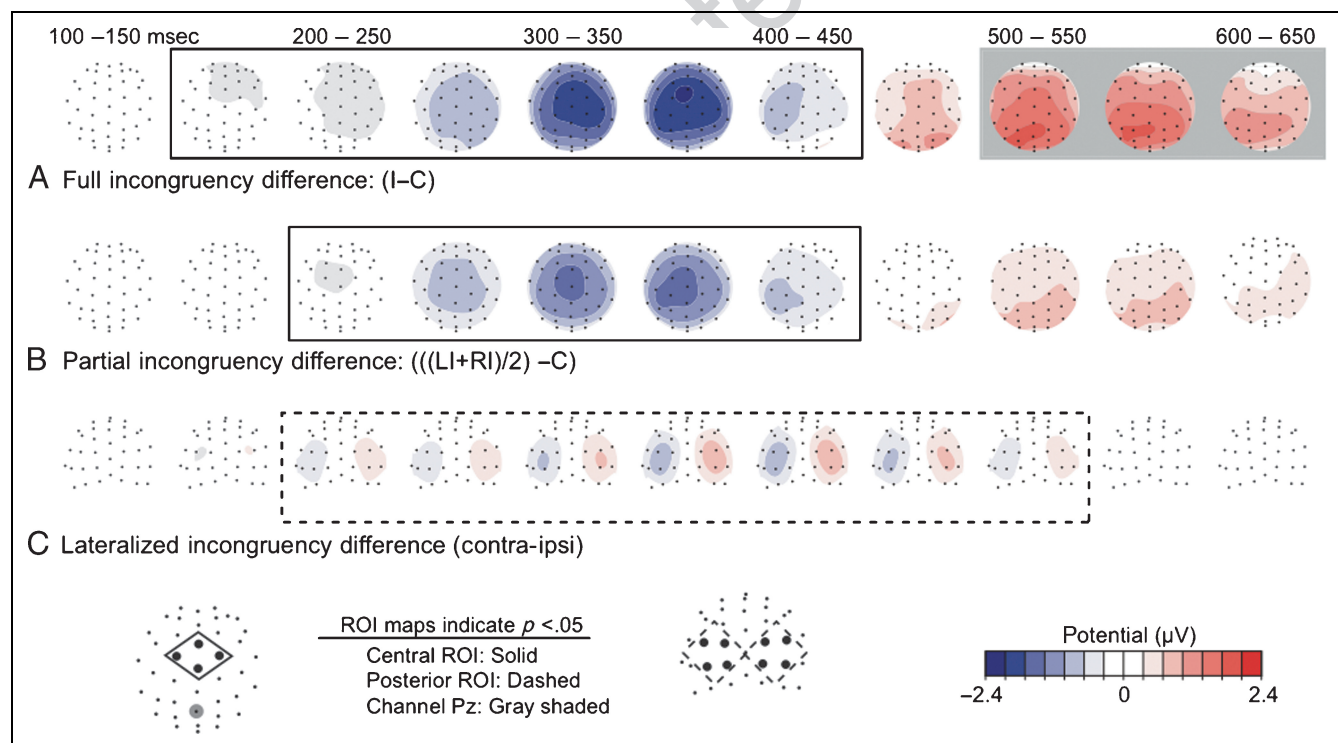 100 –150 msec 200 – 250 300 – 350 400 – 450 500 – 550 600 – 650
A Full incongruency difference: (I–C)
B Partial incongruency difference: (((LI+RI)/2) –C)
C Lateralized incongruency difference (contra-ipsi)
ROI maps indicate p <.05
Central ROI: Solid
Posterior ROI: Dashed
Channel Pz: Gray shaded
Potential (µV)
−2.4 0 2.4